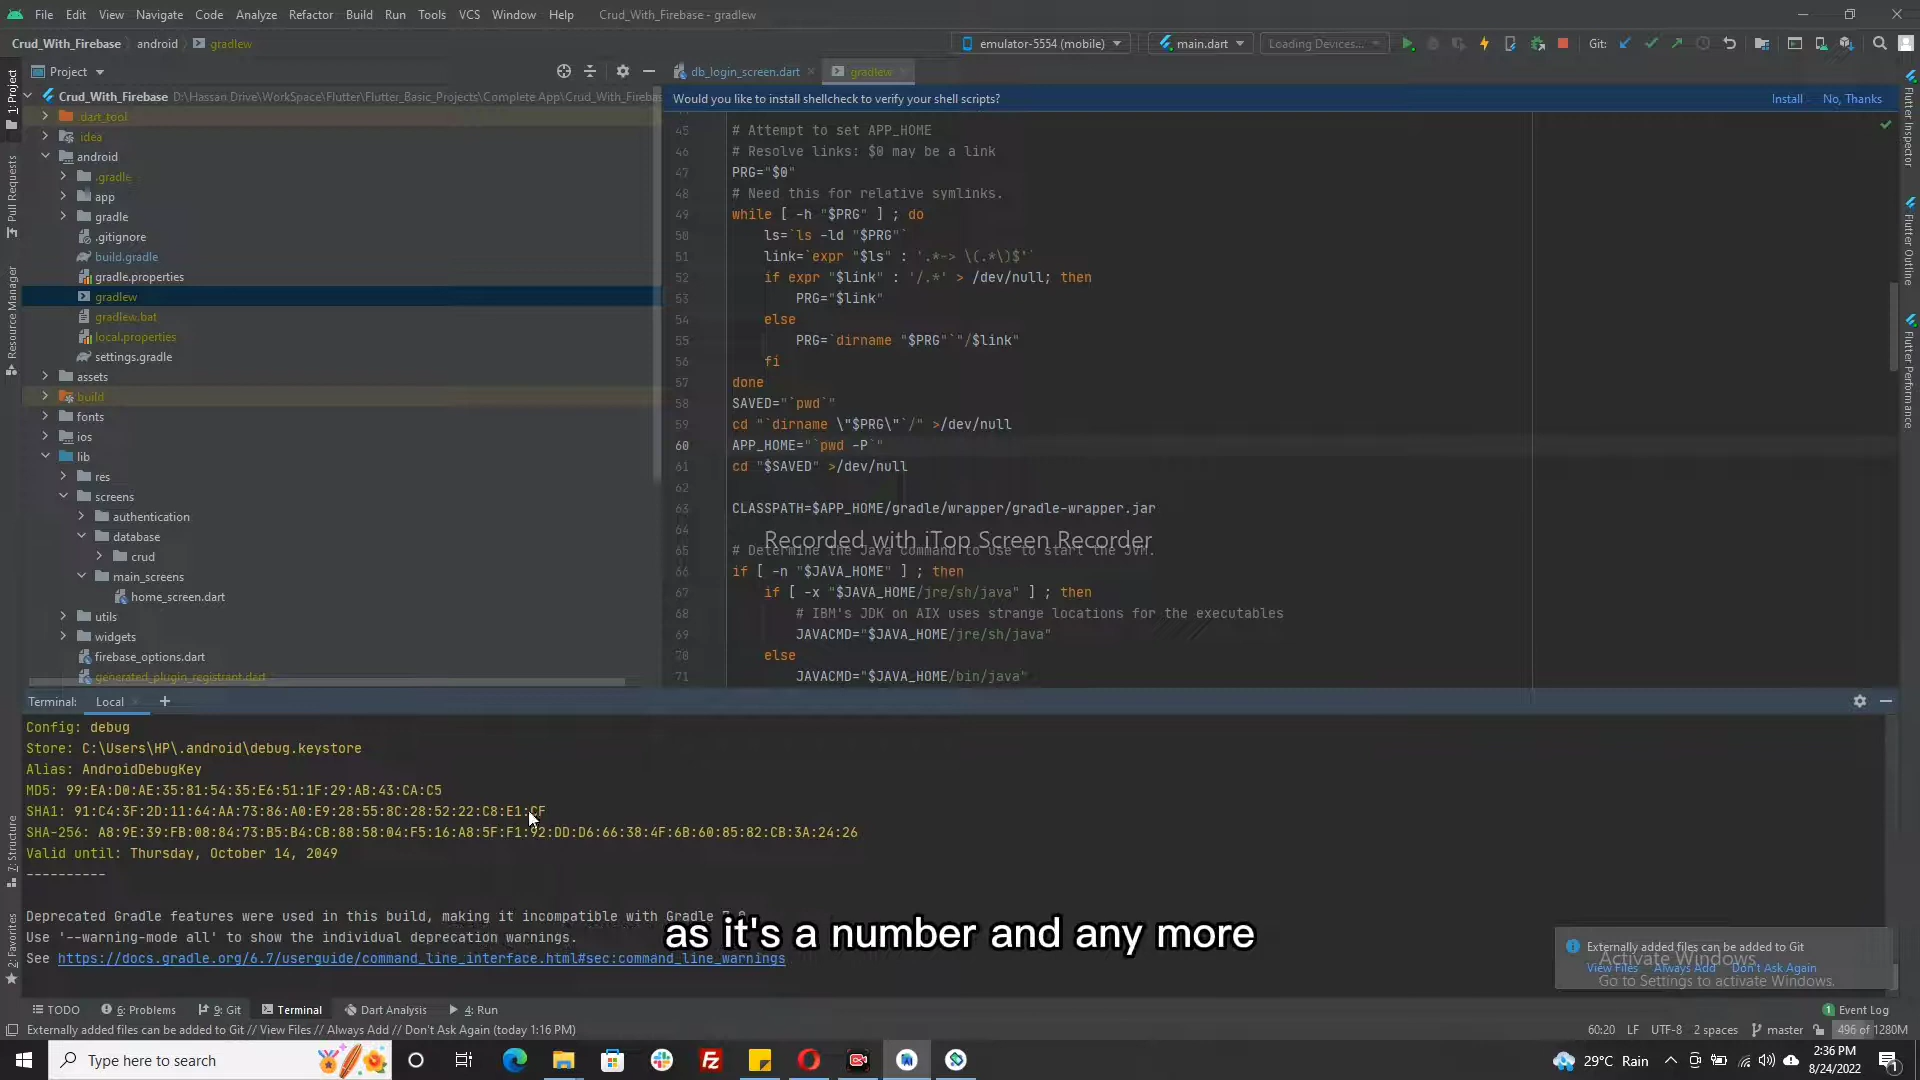 File Edit View Navigate Code Analyze Refactor Build Run Tools VCS Window Help Crud_With_Firebase - gradlew
Crud_With_Firebase android gradlew emulator-5554 (mobile) main.dart Loading Devices... Git:
1: Project
Pull Requests
Resource Manager
7: Structure
2: Favorites
Project
Crud_With_Firebase D:\Hassan Drive\WorkSpace\Flutter\Flutter_Basic_Projects\Complete App\Crud_With_Fireba
.dart_tool
.idea
android
.gradle
app
gradle
.gitignore
build.gradle
gradle.properties
gradlew
gradlew.bat
local.properties
settings.gradle
assets
build
fonts
ios
lib
res
screens
authentication
database
crud
main_screens
home_screen.dart
utils
widgets
firebase_options.dart
generated_plugin_registrant.dart
db_login_screen.dart gradlew
Would you like to install shellcheck to verify your shell scripts? Install No, Thanks
45 # Attempt to set APP_HOME
46 # Resolve links: $0 may be a link
47 PRG="$0"
48 # Need this for relative symlinks.
49 while [ -h "$PRG" ] ; do
50 ls=`ls -ld "$PRG"`
51 link=`expr "$ls" : '.*-> \(.*\)$'`
52 if expr "$link" : '/.*' > /dev/null; then
53 PRG="$link"
54 else
55 PRG=`dirname "$PRG"`"/$link"
56 fi
57 done
58 SAVED="`pwd`"
59 cd "`dirname \"$PRG\"`/" >/dev/null
60 APP_HOME="`pwd -P`"
61 cd "$SAVED" >/dev/null
62
63 CLASSPATH=$APP_HOME/gradle/wrapper/gradle-wrapper.jar
64
Recorded with iTop Screen Recorder
65 # Determine the Java command to use to start the JVM.
66 if [ -n "$JAVA_HOME" ] ; then
67 if [ -x "$JAVA_HOME/jre/sh/java" ] ; then
68 # IBM's JDK on AIX uses strange locations for the executables
69 JAVACMD="$JAVA_HOME/jre/sh/java"
70 else
71 JAVACMD="$JAVA_HOME/bin/java"
Flutter Inspector
Flutter Outline
Flutter Performance
Terminal: Local +
Config: debug
Store: C:\Users\HP\.android\debug.keystore
Alias: AndroidDebugKey
MD5: 99:EA:D0:AE:35:81:54:35:E6:51:1F:29:AB:43:CA:C5
SHA1: 91:C4:3F:2D:11:64:AA:73:86:A0:E9:28:55:8C:28:52:22:C8:E1:CF
SHA-256: A8:9E:39:FB:08:84:73:B5:B4:CB:88:58:04:F5:16:A8:5F:F1:92:DD:D6:66:38:4F:6B:60:85:82:CB:3A:24:26
Valid until: Thursday, October 14, 2049
----------
Deprecated Gradle features were used in this build, making it incompatible with Gradle
Use '--warning-mode all' to show the individual deprecation warnings.
See https://docs.gradle.org/6.7/userguide/command_line_interface.html#sec:command_line_warnings
as it's a number and any more
Externally added files can be added to Git
View Files Always Add Don't Ask Again
Activate Windows
Go to Settings to activate Windows.
TODO 6: Problems 9: Git Terminal Dart Analysis 4: Run 1 Event Log
Externally added files can be added to Git // View Files // Always Add // Don't Ask Again (today 1:16 PM) 60:20 LF UTF-8 2 spaces master 496 of 1280M
Type here to search 29°C Rain 2:36 PM
8/24/2022 1